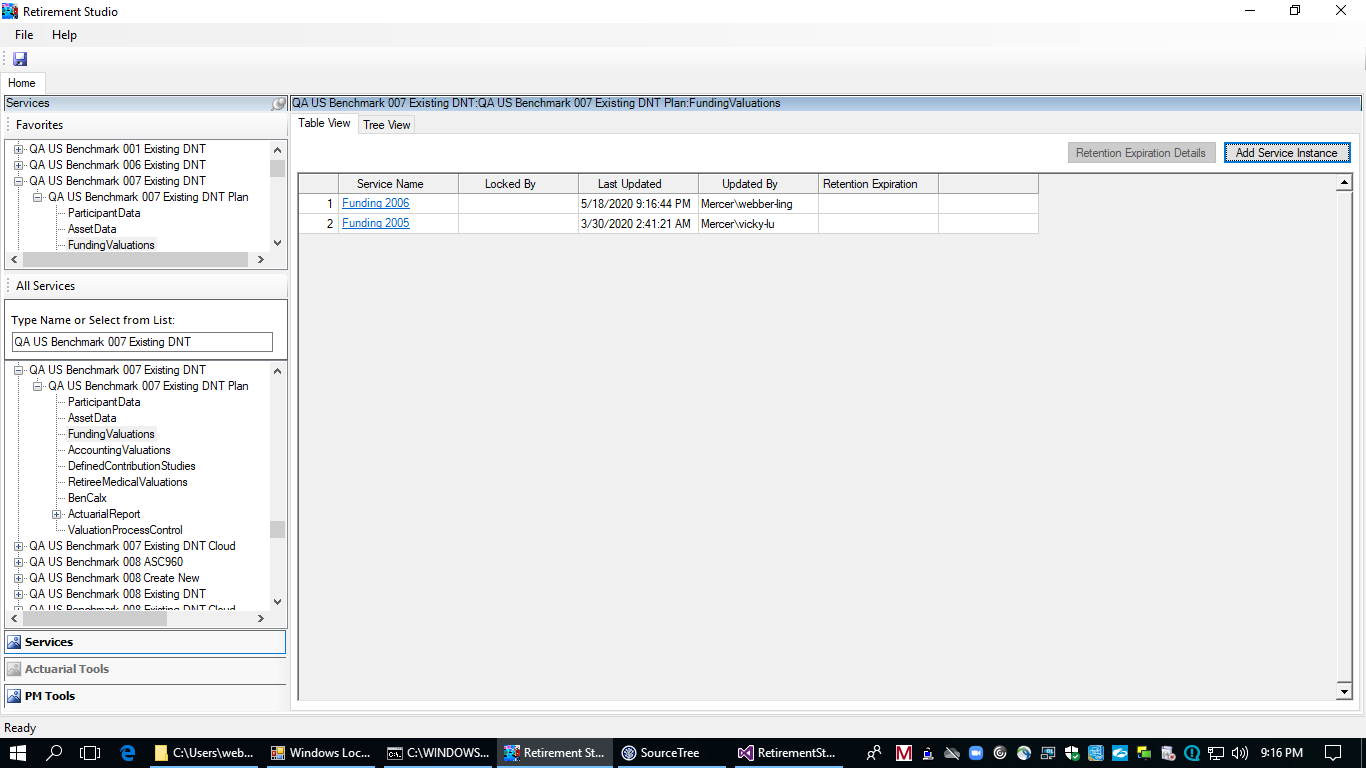 Retirement Studio
File Help
Home
Services
Favorites
QA US Benchmark 001 Existing DNT
QA US Benchmark 006 Existing DNT
QA US Benchmark 007 Existing DNT
QA US Benchmark 007 Existing DNT Plan
ParticipantData
AssetData
FundingValuations
All Services
Type Name or Select from List:
QA US Benchmark 007 Existing DNT
QA US Benchmark 007 Existing DNT
QA US Benchmark 007 Existing DNT Plan
ParticipantData
AssetData
FundingValuations
AccountingValuations
DefinedContributionStudies
RetireeMedicalValuations
BenCalx
ActuarialReport
ValuationProcessControl
QA US Benchmark 007 Existing DNT Cloud
QA US Benchmark 008 ASC960
QA US Benchmark 008 Create New
QA US Benchmark 008 Existing DNT
QA US Benchmark 008 Existing DNT Cloud
Services
Actuarial Tools
PM Tools
QA US Benchmark 007 Existing DNT:QA US Benchmark 007 Existing DNT Plan:FundingValuations
Table View Tree View
Retention Expiration Details Add Service Instance
Service Name Locked By Last Updated Updated By Retention Expiration
1 Funding 2006 5/18/2020 9:16:44 PM Mercer\webber-ling
2 Funding 2005 3/30/2020 2:41:21 AM Mercer\vicky-lu
Ready
C:\Users\web... Windows Loc... C:\WINDOWS... Retirement St... SourceTree RetirementSt... 9:16 PM